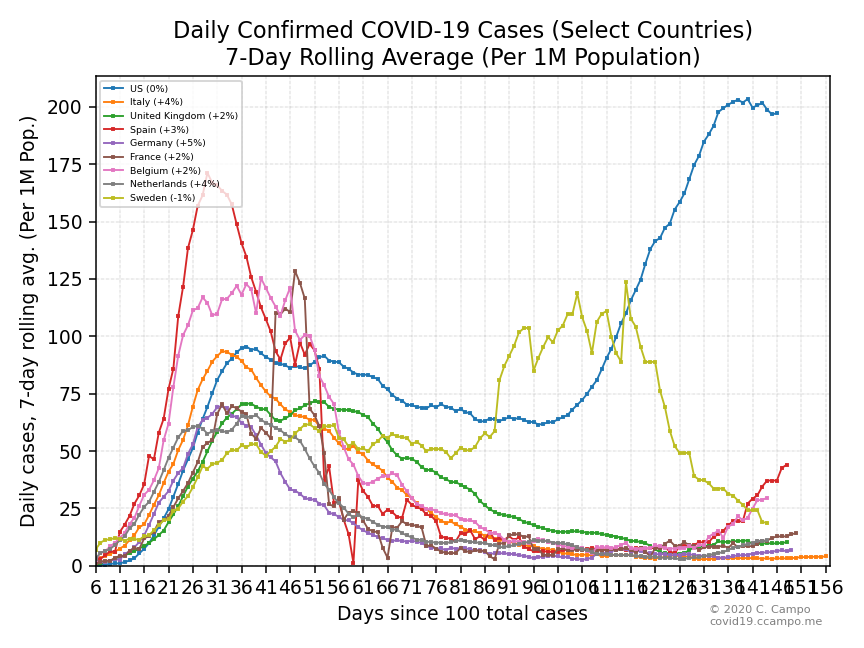 Daily Confirmed COVID-19 Cases (Select Countries)
7-Day Rolling Average (Per 1M Population)
Daily cases, 7-day rolling avg. (Per 1M Pop.)
200
175
150
125
100
75
50
25
0
US (0%)
Italy (+4%)
United Kingdom (+2%)
Spain (+3%)
Germany (+5%)
France (+2%)
Belgium (+2%)
Netherlands (+4%)
Sweden (-1%)
6 11 16 21 26 31 36 41 46 51 56 61 66 71 76 81 86 91 96 101 106 111 116 121 126 131 136 141 146 151 156
Days since 100 total cases
© 2020 C. Campo
covid19.ccampo.me